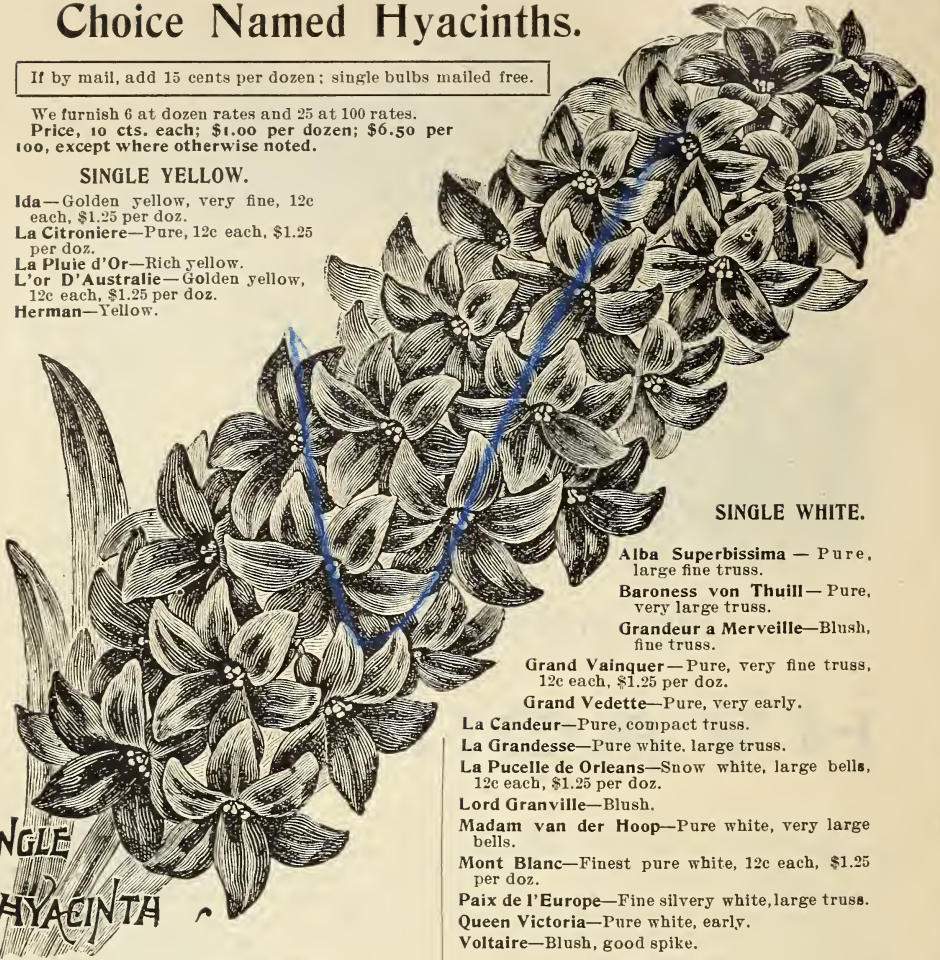 Choice Named Hyacinths.
If by mail, add 15 cents per dozen; single bulbs mailed free.
We furnish 6 at dozen rates and 25 at 100 rates.
Price, 10 cts. each; $1.00 per dozen; $6.50 per
100, except where otherwise noted.
SINGLE YELLOW.
Ida—Golden yellow, very fine, 12c
each, $1.25 per doz.
La Citroniere—Pure, 12c each, $1.25
per doz.
La Pluie d'Or—Rich yellow.
L'or D'Australie—Golden yellow,
12c each, $1.25 per doz.
Herman—Yellow.
SINGLE WHITE.
Alba Superbissima — Pure,
large fine truss.
Baroness von Thuill—Pure,
very large truss.
Grandeur a Merveille—Blush,
fine truss.
Grand Vainquer—Pure, very fine truss,
12c each, $1.25 per doz.
Grand Vedette—Pure, very early.
La Candeur—Pure, compact truss.
La Grandesse—Pure white, large truss.
La Pucelle de Orleans—Snow white, large bells,
12c each, $1.25 per doz.
Lord Granville—Blush.
Madam van der Hoop—Pure white, very large
bells.
Mont Blanc—Finest pure white, 12c each, $1.25
per doz.
Paix de l'Europe—Fine silvery white, large truss.
Queen Victoria—Pure white, early.
Voltaire—Blush, good spike.
NGLE
HYACINTH